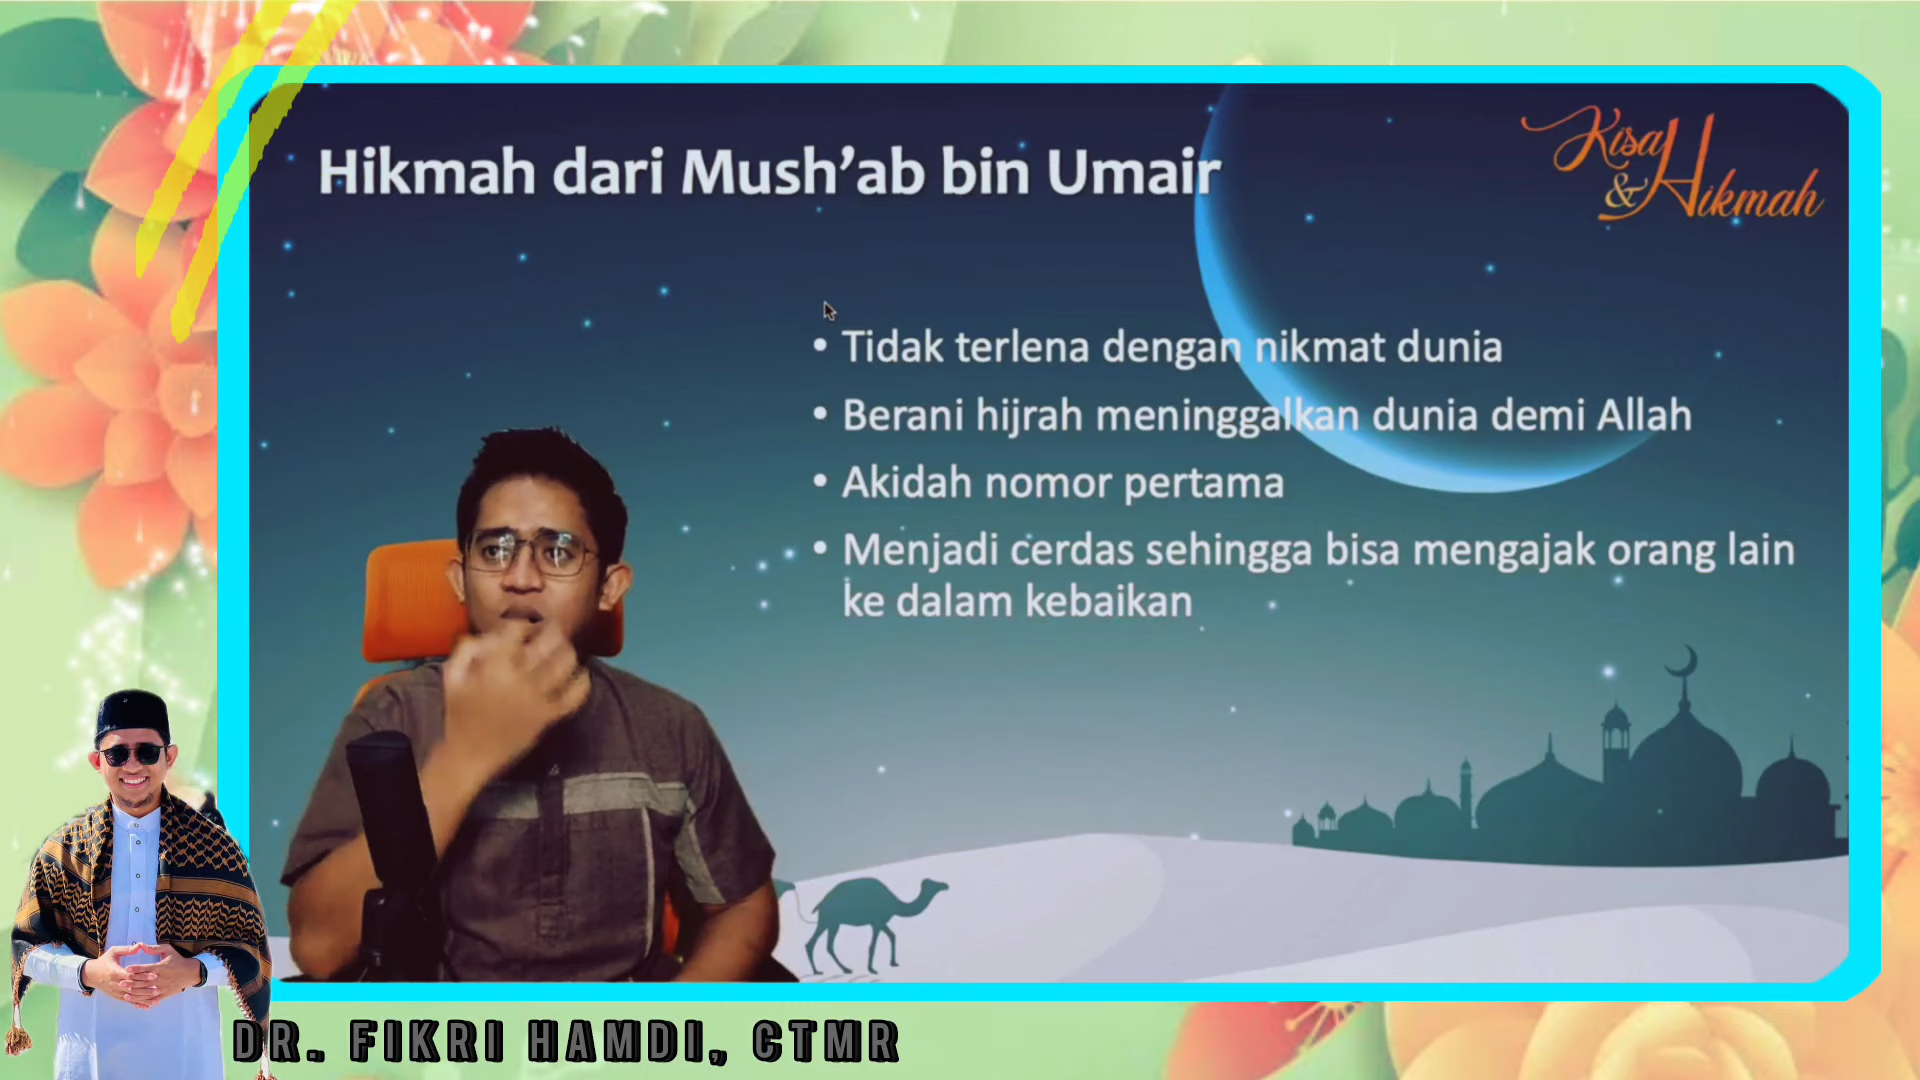 Hikmah dari Mush’ab bin Umair
Kisah
& Hikmah
• Tidak terlena dengan nikmat dunia
• Berani hijrah meninggalkan dunia demi Allah
• Akidah nomor pertama
• Menjadi cerdas sehingga bisa mengajak orang lain
ke dalam kebaikan
DR. FIKRI HAMDI, CTMR